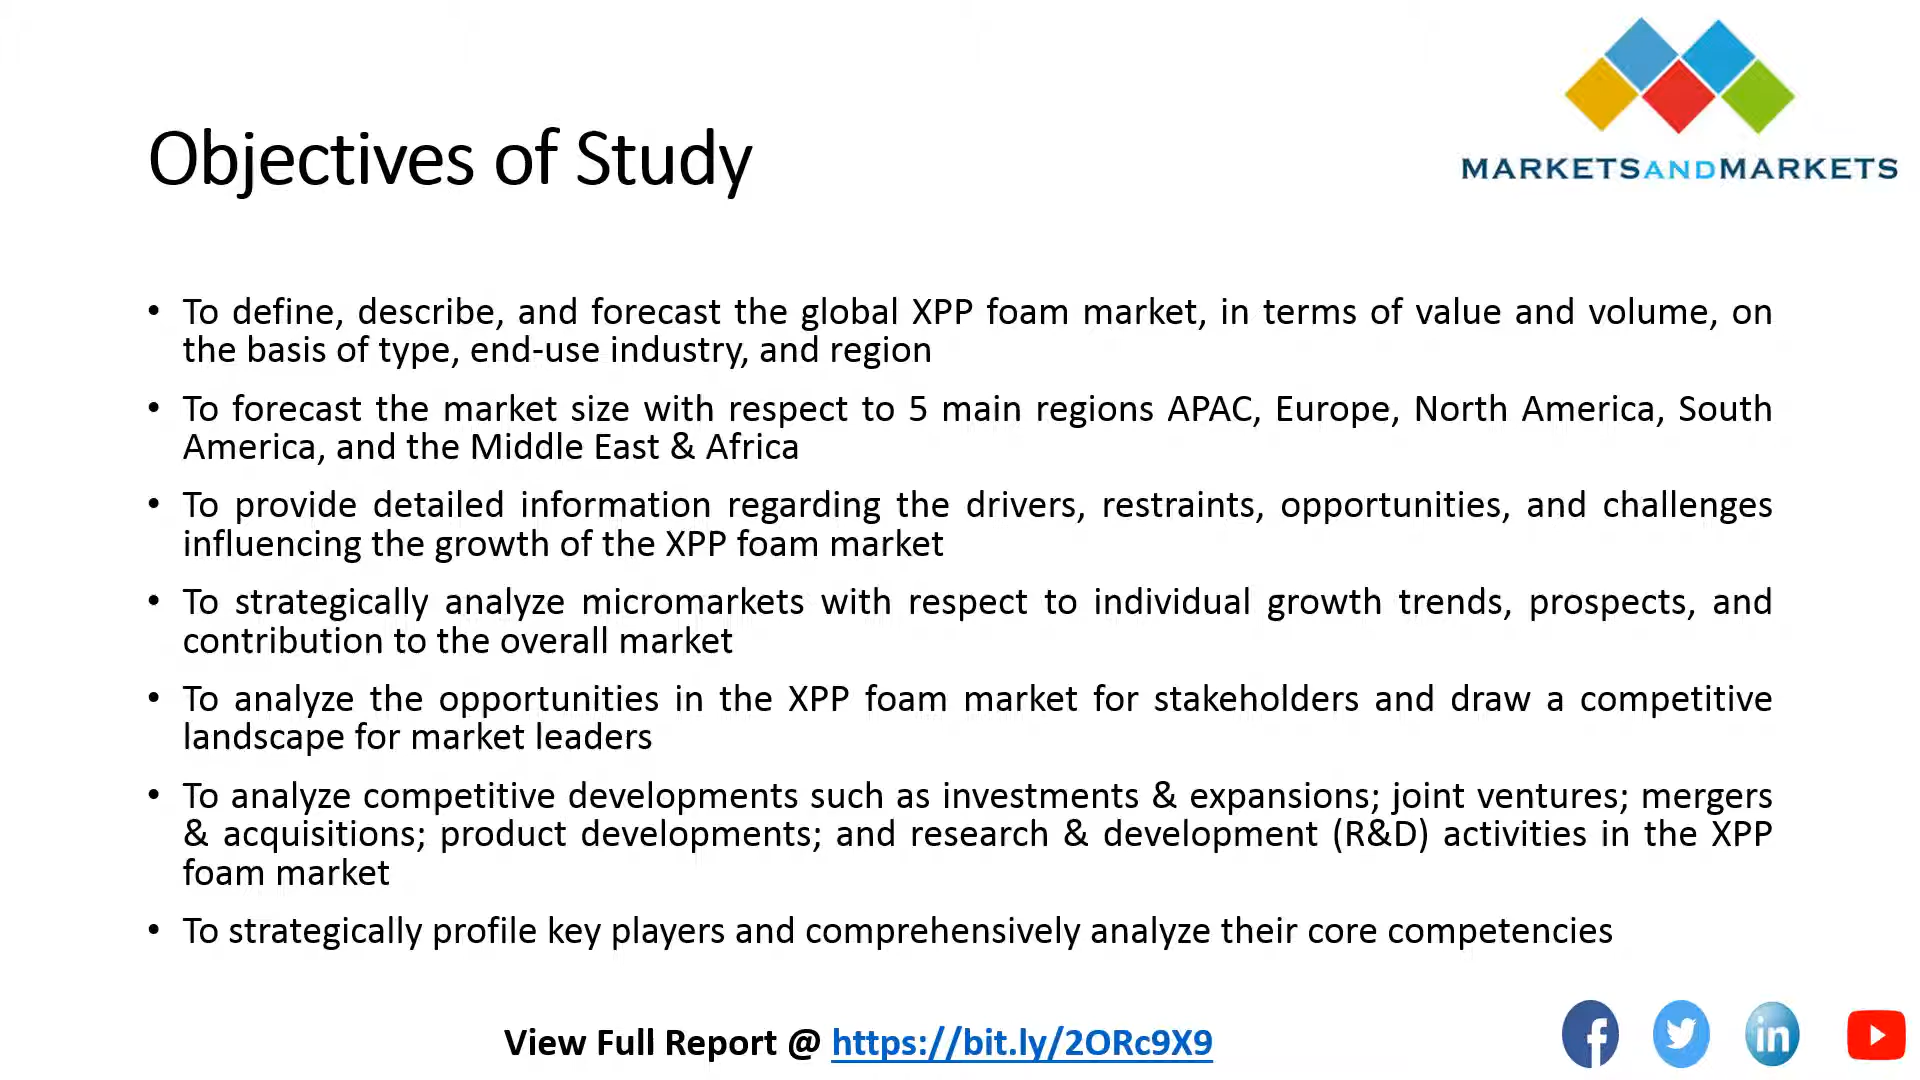 MARKETSANDMARKETS
Objectives of Study
• To define, describe, and forecast the global XPP foam market, in terms of value and volume, on
the basis of type, end-use industry, and region
• To forecast the market size with respect to 5 main regions APAC, Europe, North America, South
America, and the Middle East & Africa
• To provide detailed information regarding the drivers, restraints, opportunities, and challenges
influencing the growth of the XPP foam market
• To strategically analyze micromarkets with respect to individual growth trends, prospects, and
contribution to the overall market
• To analyze the opportunities in the XPP foam market for stakeholders and draw a competitive
landscape for market leaders
• To analyze competitive developments such as investments & expansions; joint ventures; mergers
& acquisitions; product developments; and research & development (R&D) activities in the XPP
foam market
• To strategically profile key players and comprehensively analyze their core competencies
View Full Report @ https://bit.ly/2ORc9X9
f
in